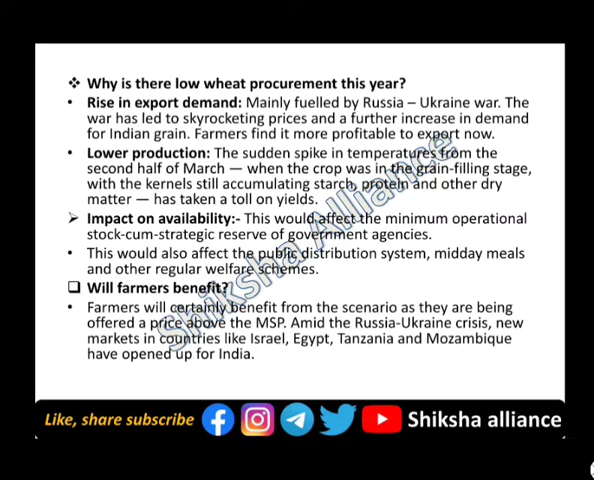 ❖ Why is there low wheat procurement this year?
• Rise in export demand: Mainly fuelled by Russia – Ukraine war. The
war has led to skyrocketing prices and a further increase in demand
for Indian grain. Farmers find it more profitable to export now.
• Lower production: The sudden spike in temperatures from the
second half of March — when the crop was in the grain-filling stage,
with the kernels still accumulating starch, protein and other dry
matter — has taken a toll on yields.
➤ Impact on availability:- This would affect the minimum operational
stock-cum-strategic reserve of government agencies.
• This would also affect the public distribution system, midday meals
and other regular welfare schemes.
❑ Will farmers benefit?
• Farmers will certainly benefit from the scenario as they are being
offered a price above the MSP. Amid the Russia-Ukraine crisis, new
markets in countries like Israel, Egypt, Tanzania and Mozambique
have opened up for India.
Shiksha Alliance
Like, share subscribe Shiksha alliance